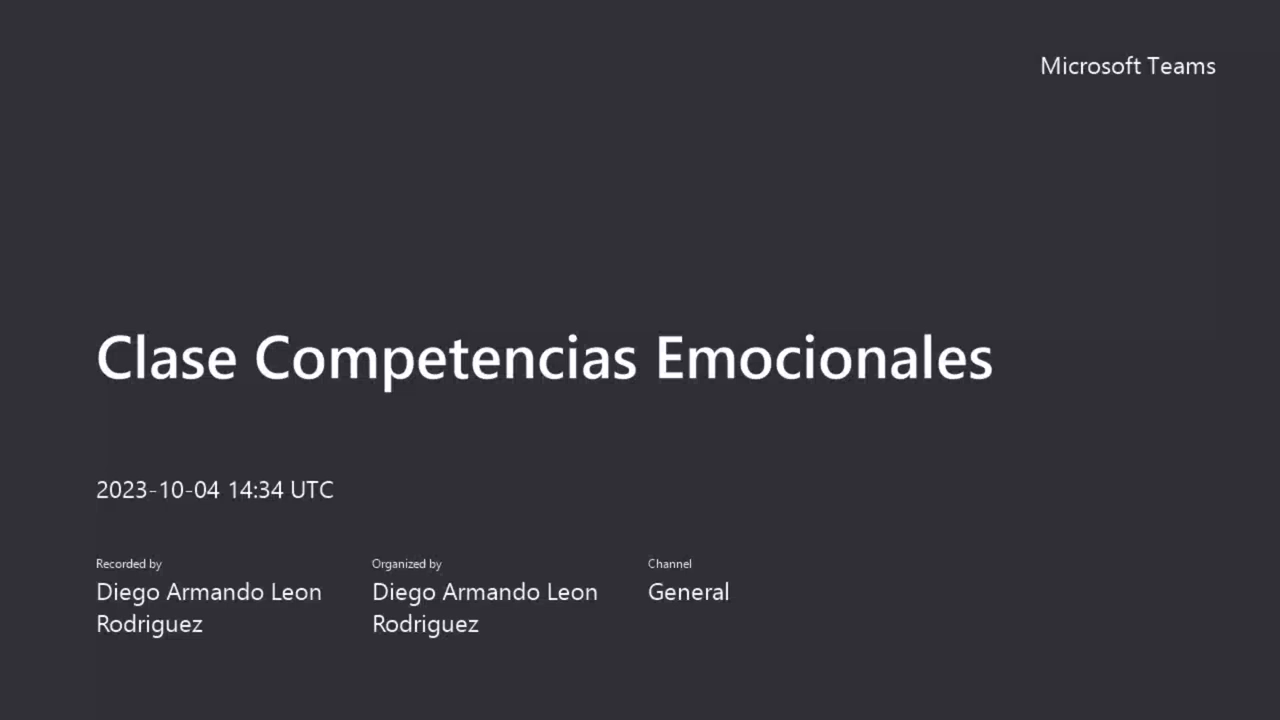 Microsoft Teams
Clase Competencias Emocionales
2023-10-04 14:34 UTC
Recorded by
Diego Armando Leon
Rodriguez
Organized by
Diego Armando Leon
Rodriguez
Channel
General